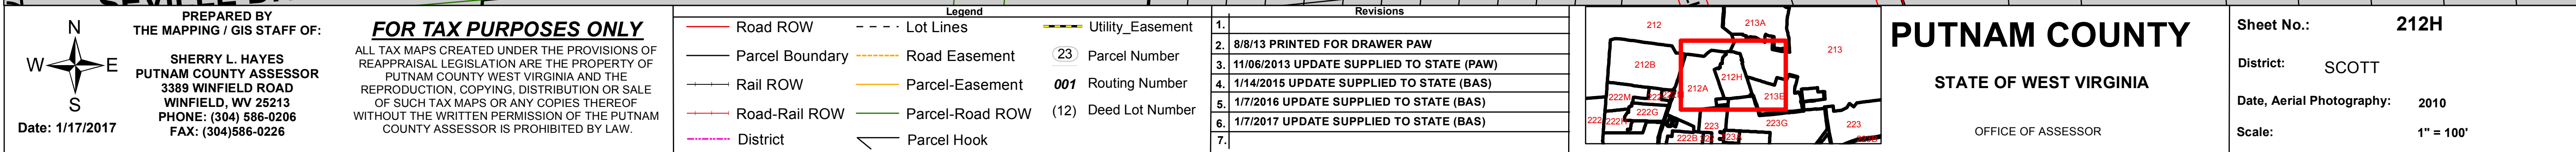 N
W E
S
Date: 1/17/2017
PREPARED BY
THE MAPPING / GIS STAFF OF:
SHERRY L. HAYES
PUTNAM COUNTY ASSESSOR
3389 WINFIELD ROAD
WINFIELD, WV 25213
PHONE: (304) 586-0206
FAX: (304)586-0226
FOR TAX PURPOSES ONLY
ALL TAX MAPS CREATED UNDER THE PROVISIONS OF
REAPPRAISAL LEGISLATION ARE THE PROPERTY OF
PUTNAM COUNTY WEST VIRGINIA AND THE
REPRODUCTION, COPYING, DISTRIBUTION OR SALE
OF SUCH TAX MAPS OR ANY COPIES THEREOF
WITHOUT THE WRITTEN PERMISSION OF THE PUTNAM
COUNTY ASSESSOR IS PROHIBITED BY LAW.
Legend
Road ROW
Parcel Boundary
Rail ROW
Road-Rail ROW
District
Lot Lines
Road Easement
Parcel-Easement
Parcel-Road ROW
Parcel Hook
Utility_Easement
23 Parcel Number
001 Routing Number
(12) Deed Lot Number
Revisions
1.
2. 8/8/13 PRINTED FOR DRAWER PAW
3. 11/06/2013 UPDATE SUPPLIED TO STATE (PAW)
4. 1/14/2015 UPDATE SUPPLIED TO STATE (BAS)
5. 1/7/2016 UPDATE SUPPLIED TO STATE (BAS)
6. 1/7/2017 UPDATE SUPPLIED TO STATE (BAS)
7.
212 213A
213
212B
212H
212A 213E
222M
222G
223 223G 223
222B
PUTNAM COUNTY
STATE OF WEST VIRGINIA
OFFICE OF ASSESSOR
Sheet No.: 212H
District: SCOTT
Date, Aerial Photography: 2010
Scale: 1" = 100'